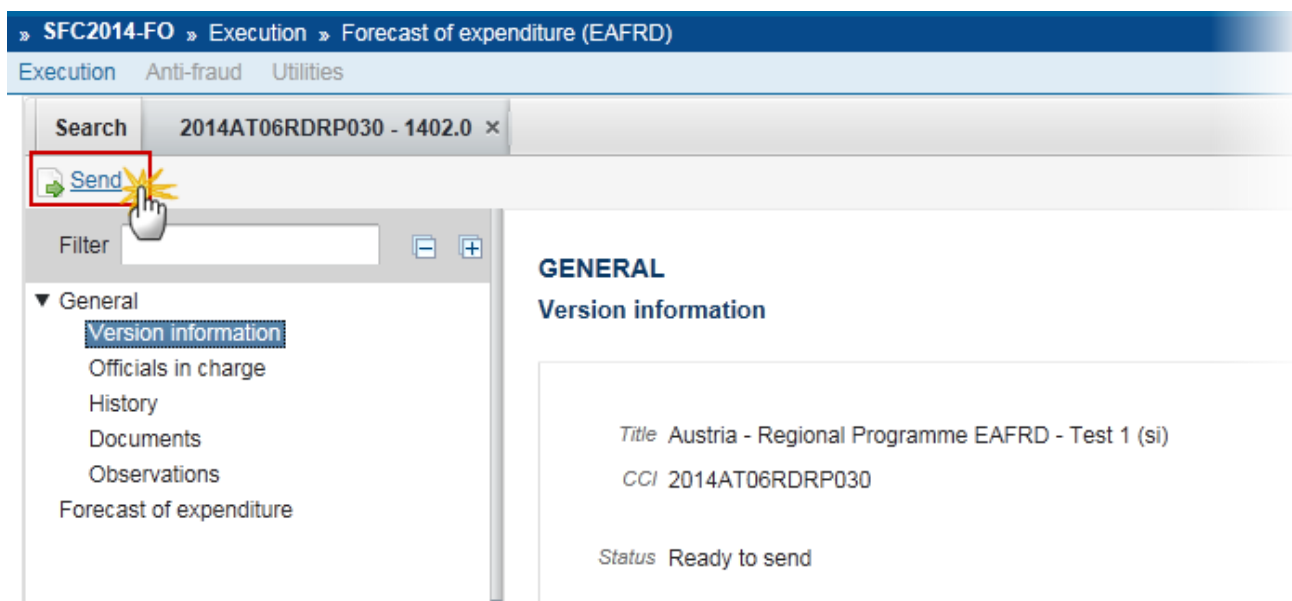 » SFC2014-FO » Execution » Forecast of expenditure (EAFRD)
Execution Anti-fraud Utilities
Search 2014AT06RDRP030 - 1402.0 ×
Send
Filter
▼ General
Version information
Officials in charge
History
Documents
Observations
Forecast of expenditure
GENERAL
Version information
Title Austria - Regional Programme EAFRD - Test 1 (si)
CCI 2014AT06RDRP030
Status Ready to send